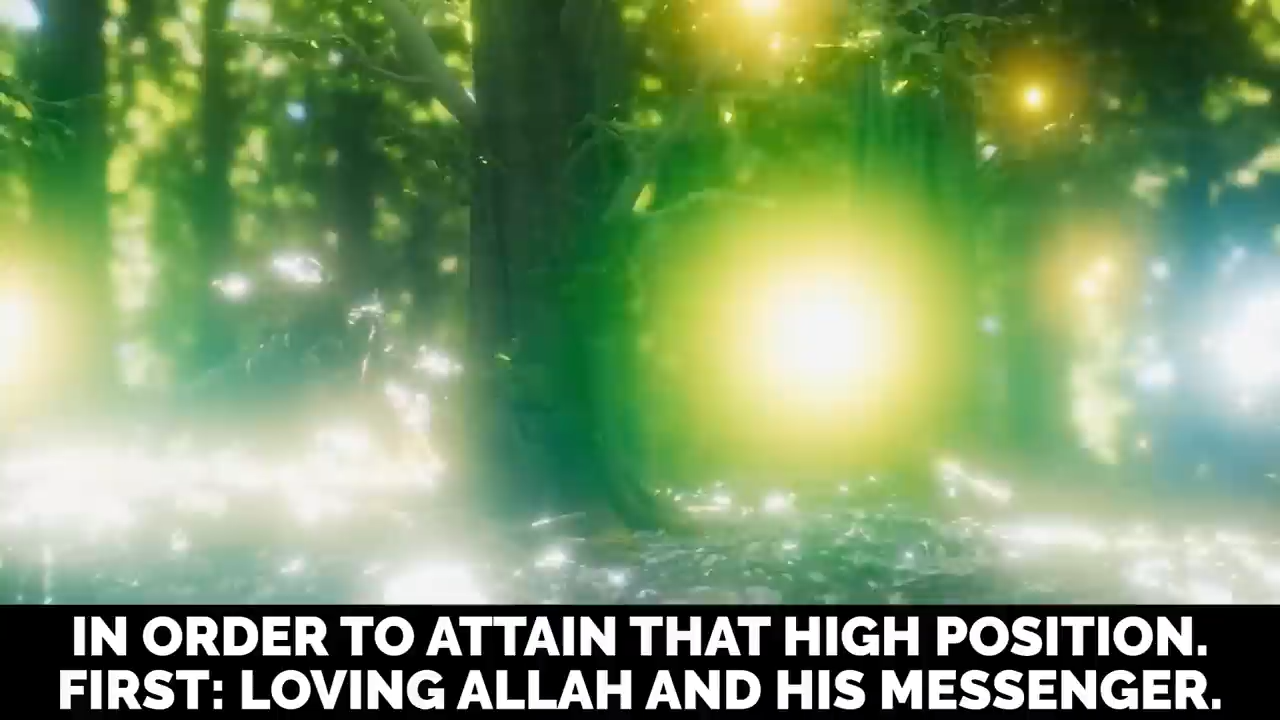 IN ORDER TO ATTAIN THAT HIGH POSITION.
FIRST: LOVING ALLAH AND HIS MESSENGER.